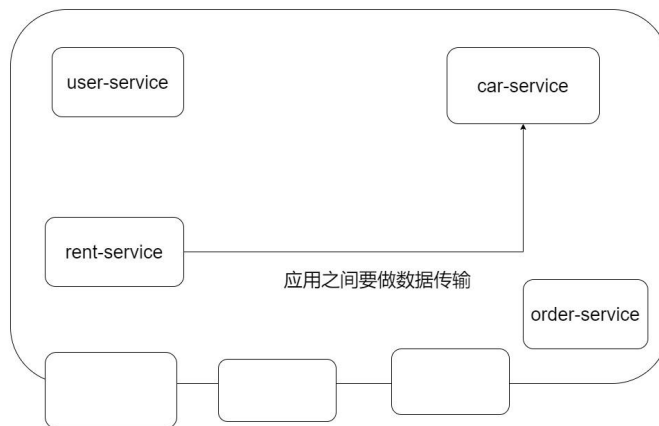 user-service
car-service
rent-service
应用之间要做数据传输
order-service